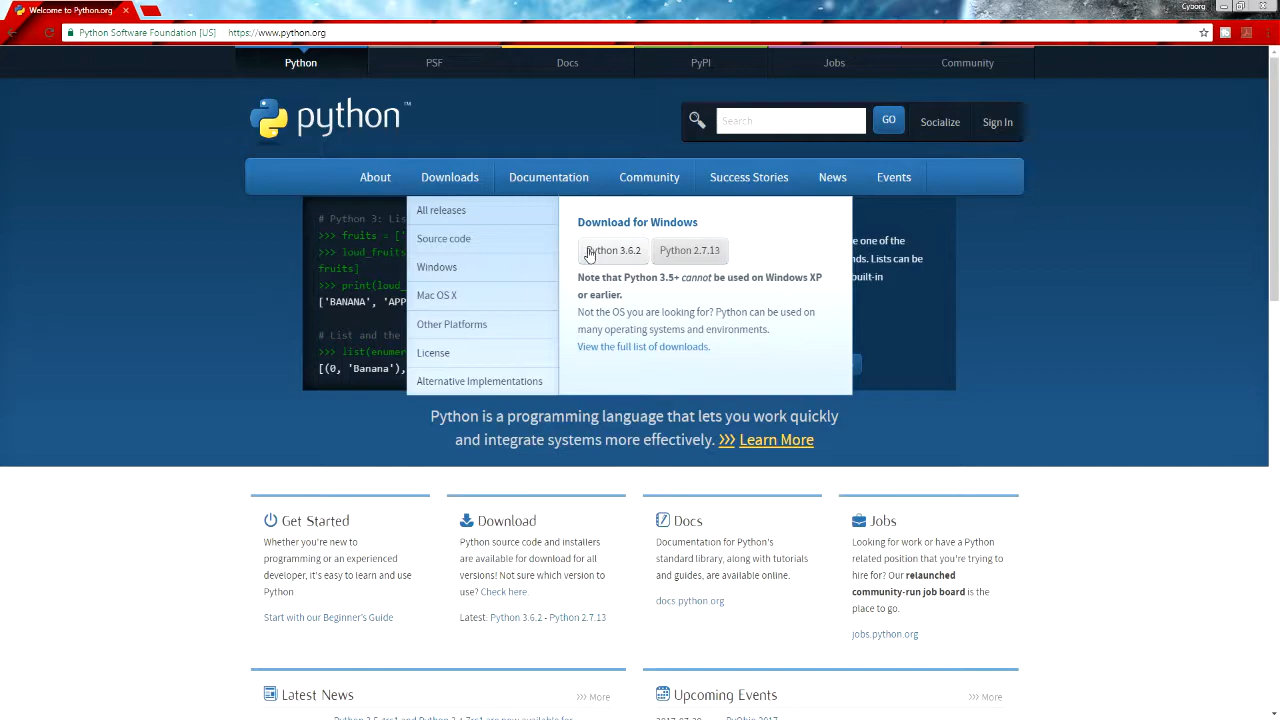 Welcome to Python.org
Cyborg
Python Software Foundation [US] https://www.python.org
Python PSF Docs PyPI Jobs Community
python™
Search GO Socialize Sign In
About Downloads Documentation Community Success Stories News Events
# Python 3: Lis
>>> fruits = ['
>>> loud_fruits
fruits]
>>> print(loud_
['BANANA', 'APP
# List and the
>>> list(enumer
[(0, 'Banana'),
All releases
Source code
Windows
Mac OS X
Other Platforms
License
Alternative Implementations
Download for Windows
Python 3.6.2 Python 2.7.13
Note that Python 3.5+ cannot be used on Windows XP
or earlier.
Not the OS you are looking for? Python can be used on
many operating systems and environments.
View the full list of downloads.
e one of the
nds. Lists can be
built-in
Python is a programming language that lets you work quickly
and integrate systems more effectively. >>> Learn More
Get Started
Whether you're new to
programming or an experienced
developer, it's easy to learn and use
Python
Start with our Beginner's Guide
Download
Python source code and installers
are available for download for all
versions! Not sure which version to
use? Check here.
Latest: Python 3.6.2 - Python 2.7.13
Docs
Documentation for Python's
standard library, along with tutorials
and guides, are available online.
docs.python.org
Jobs
Looking for work or have a Python
related position that you're trying to
hire for? Our relaunched
community-run job board is the
place to go.
jobs.python.org
Latest News >>> More
Upcoming Events >>> More